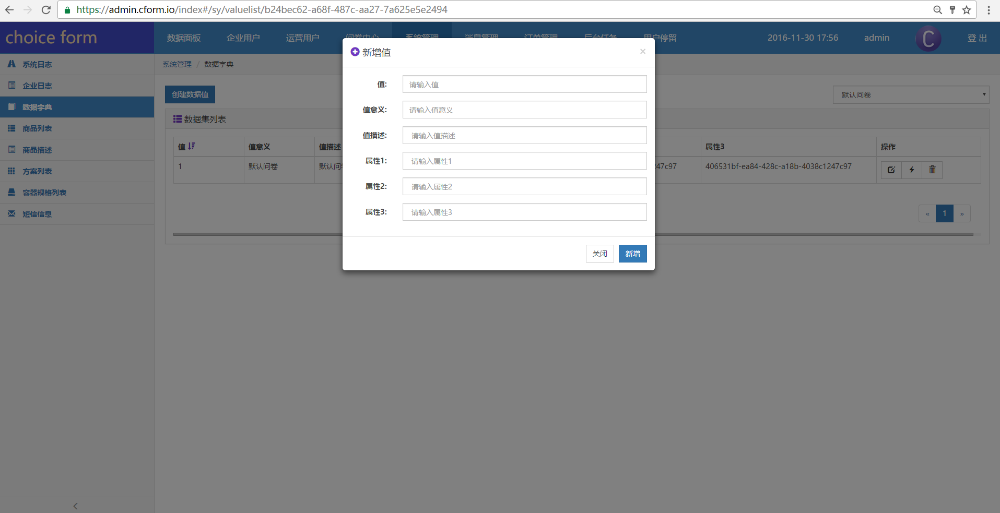 https://admin.cform.io/index#/sy/valuelist/b24bec62-a68f-487c-aa27-7a625e5e2494
choice form
数据面板 企业用户 运营用户 问卷中心 系统管理 消息管理 订单管理 后台任务 用户停留 2016-11-30 17:56 admin C 登 出
系统日志
企业日志
数据字典
商品列表
商品描述
方案列表
容器规格列表
短信信息
系统管理 / 数据字典
创建数据值
默认问卷
数据集列表
值 值意义 值描述 属性3 操作
1 默认问卷 默认问 47c97 406531bf-ea84-428c-a18b-4038c1247c97
« 1 »
新增值 ×
值: 请输入值
值意义: 请输入值意义
值描述: 请输入值描述
属性1: 请输入属性1
属性2: 请输入属性2
属性3: 请输入属性3
关闭 新增